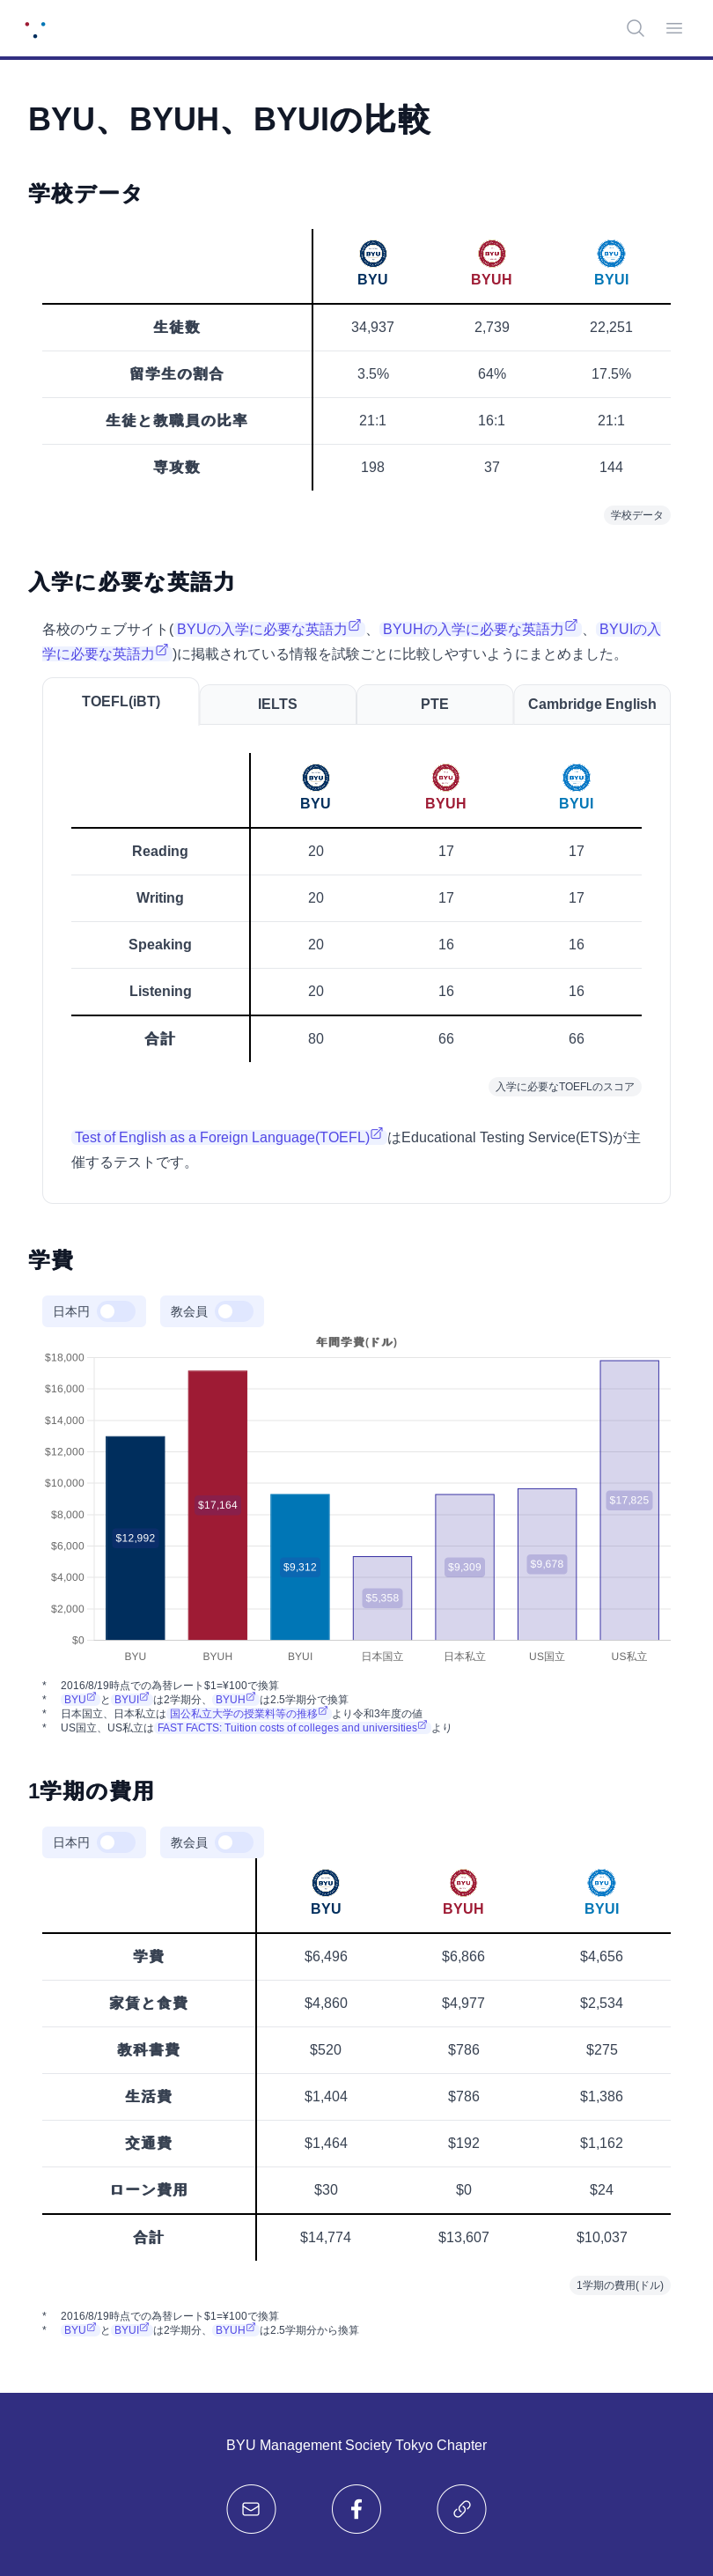 BYU、BYUH、BYUIの比較
学校データ
BYU BYUH BYUI
生徒数 34,937 2,739 22,251
留学生の割合 3.5% 64% 17.5%
生徒と教職員の比率 21:1 16:1 21:1
専攻数 198 37 144
学校データ
入学に必要な英語力
各校のウェブサイト( BYUの入学に必要な英語力 、 BYUHの入学に必要な英語力 、 BYUIの入
学に必要な英語力 )に掲載されている情報を試験ごとに比較しやすいようにまとめました。
TOEFL(iBT) IELTS PTE Cambridge English
BYU BYUH BYUI
Reading 20 17 17
Writing 20 17 17
Speaking 20 16 16
Listening 20 16 16
合計 80 66 66
入学に必要なTOEFLのスコア
Test of English as a Foreign Language(TOEFL) はEducational Testing Service(ETS)が主
催するテストです。
学費
日本円 教会員
年間学費(ドル)
$18,000
$16,000
$14,000
$12,000
$10,000
$8,000
$6,000
$4,000
$2,000
$0
$12,992 $17,164 $9,312 $5,358 $9,309 $9,678 $17,825
BYU BYUH BYUI 日本国立 日本私立 US国立 US私立
* 2016/8/19時点での為替レート$1=¥100で換算
* BYU と BYUI は2学期分、 BYUH は2.5学期分で換算
* 日本国立、日本私立は 国公私立大学の授業料等の推移 より令和3年度の値
* US国立、US私立は FAST FACTS: Tuition costs of colleges and universities より
1学期の費用
日本円 教会員
BYU BYUH BYUI
学費 $6,496 $6,866 $4,656
家賃と食費 $4,860 $4,977 $2,534
教科書費 $520 $786 $275
生活費 $1,404 $786 $1,386
交通費 $1,464 $192 $1,162
ローン費用 $30 $0 $24
合計 $14,774 $13,607 $10,037
1学期の費用(ドル)
* 2016/8/19時点での為替レート$1=¥100で換算
* BYU と BYUI は2学期分、 BYUH は2.5学期分から換算
BYU Management Society Tokyo Chapter